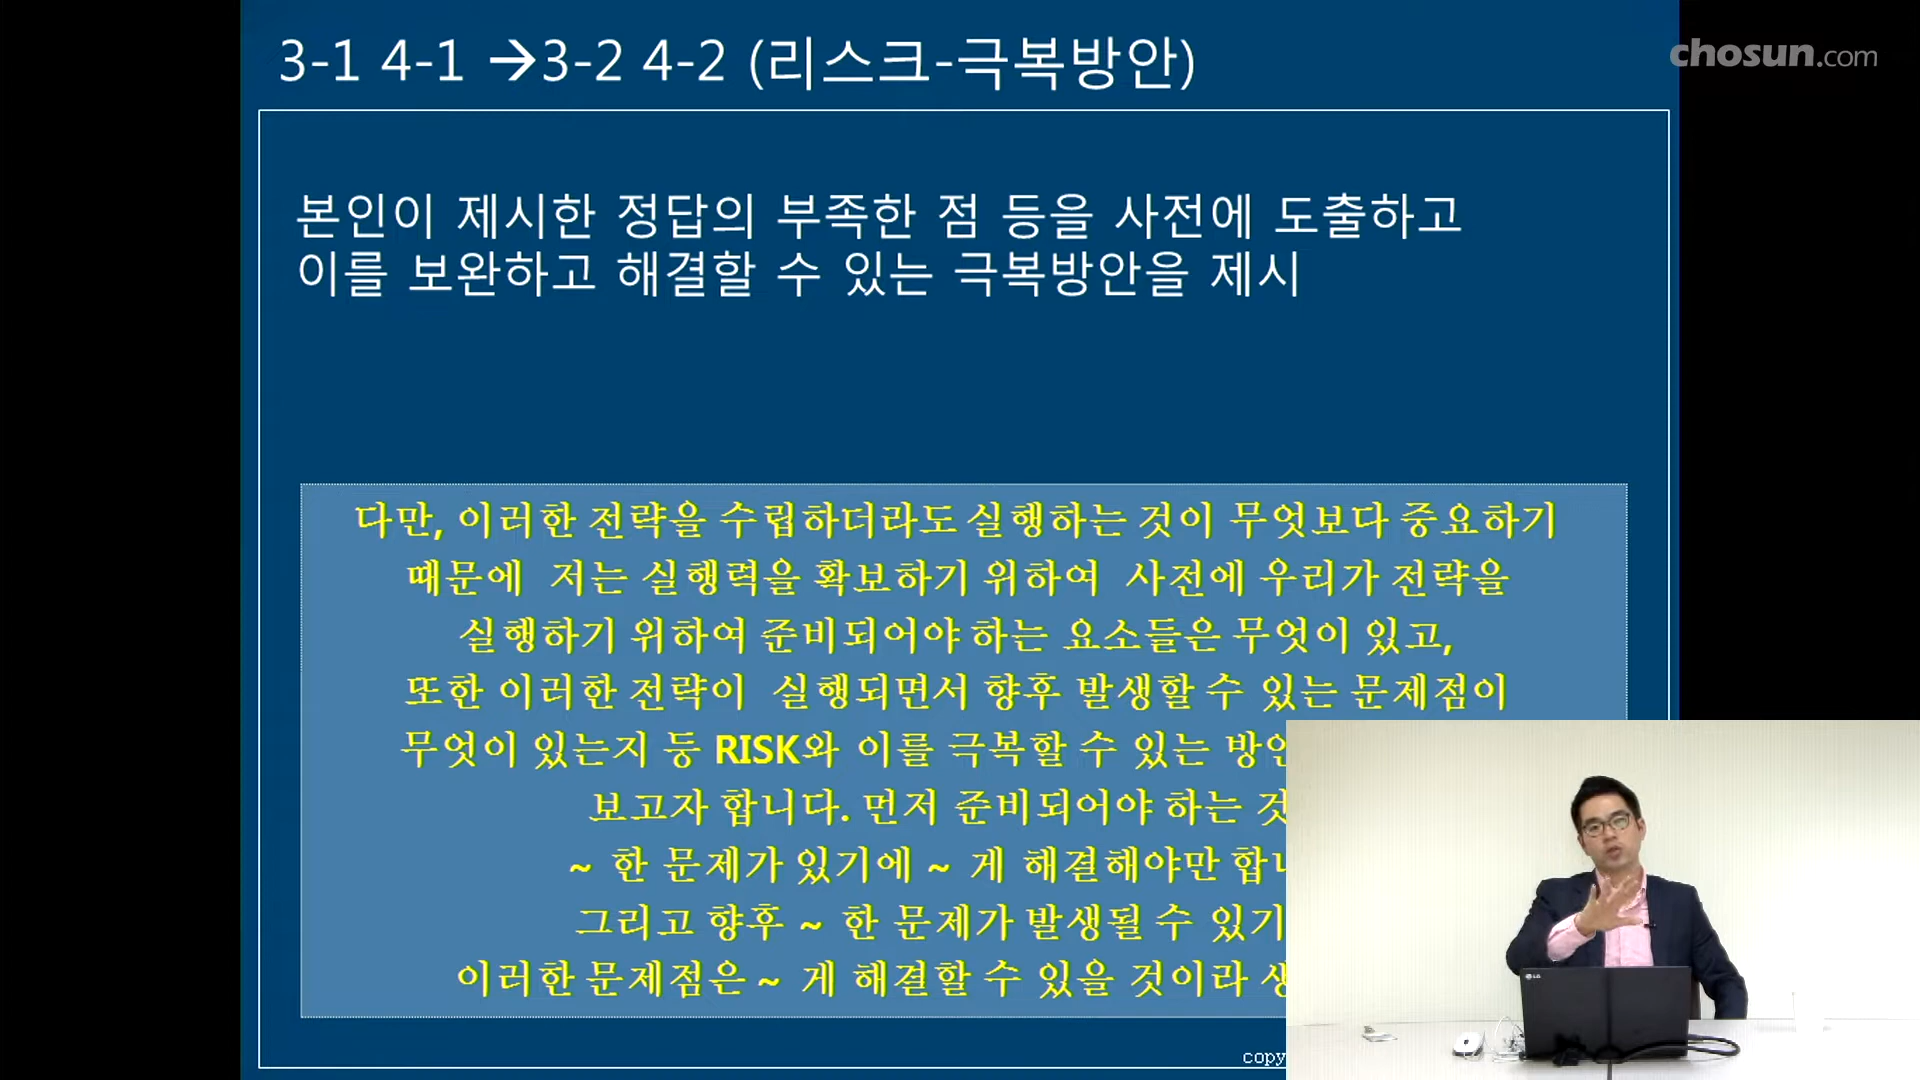 3-1 4-1 →3-2 4-2 (리스크-극복방안)
chosun.com
본인이 제시한 정답의 부족한 점 등을 사전에 도출하고
이를 보완하고 해결할 수 있는 극복방안을 제시
다만, 이러한 전략을 수립하더라도 실행하는 것이 무엇보다 중요하기
때문에 저는 실행력을 확보하기 위하여 사전에 우리가 전략을
실행하기 위하여 준비되어야 하는 요소들은 무엇이 있고,
또한 이러한 전략이 실행되면서 향후 발생할 수 있는 문제점이
무엇이 있는지 등 RISK와 이를 극복할 수 있는
보고자 합니다. 먼저 준비되어야 하는
~ 한 문제가 있기에 ~ 게 해결해야만
그리고 향후 ~ 한 문제가 발생될 수 있기
이러한 문제점은 ~ 게 해결할 수 있을 것이라
copy
LG